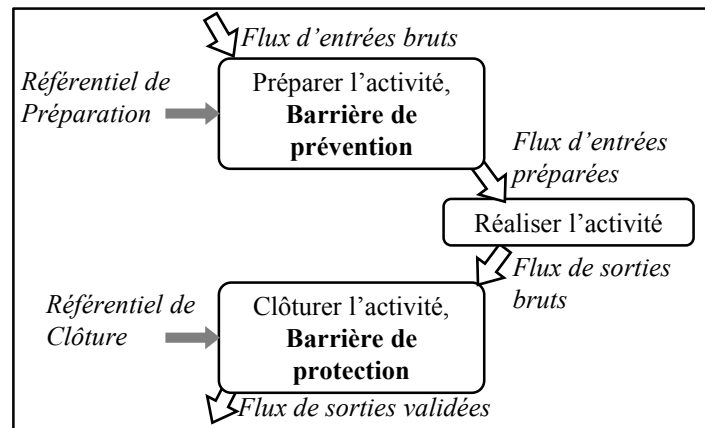 Flux d'entrées bruts
Référentiel de
Préparation
Préparer l'activité,
Barrière de
prévention
Flux d'entrées
préparées
Réaliser l'activité
Flux de sorties
bruts
Référentiel de
Clôture
Clôturer l'activité,
Barrière de
protection
Flux de sorties validées